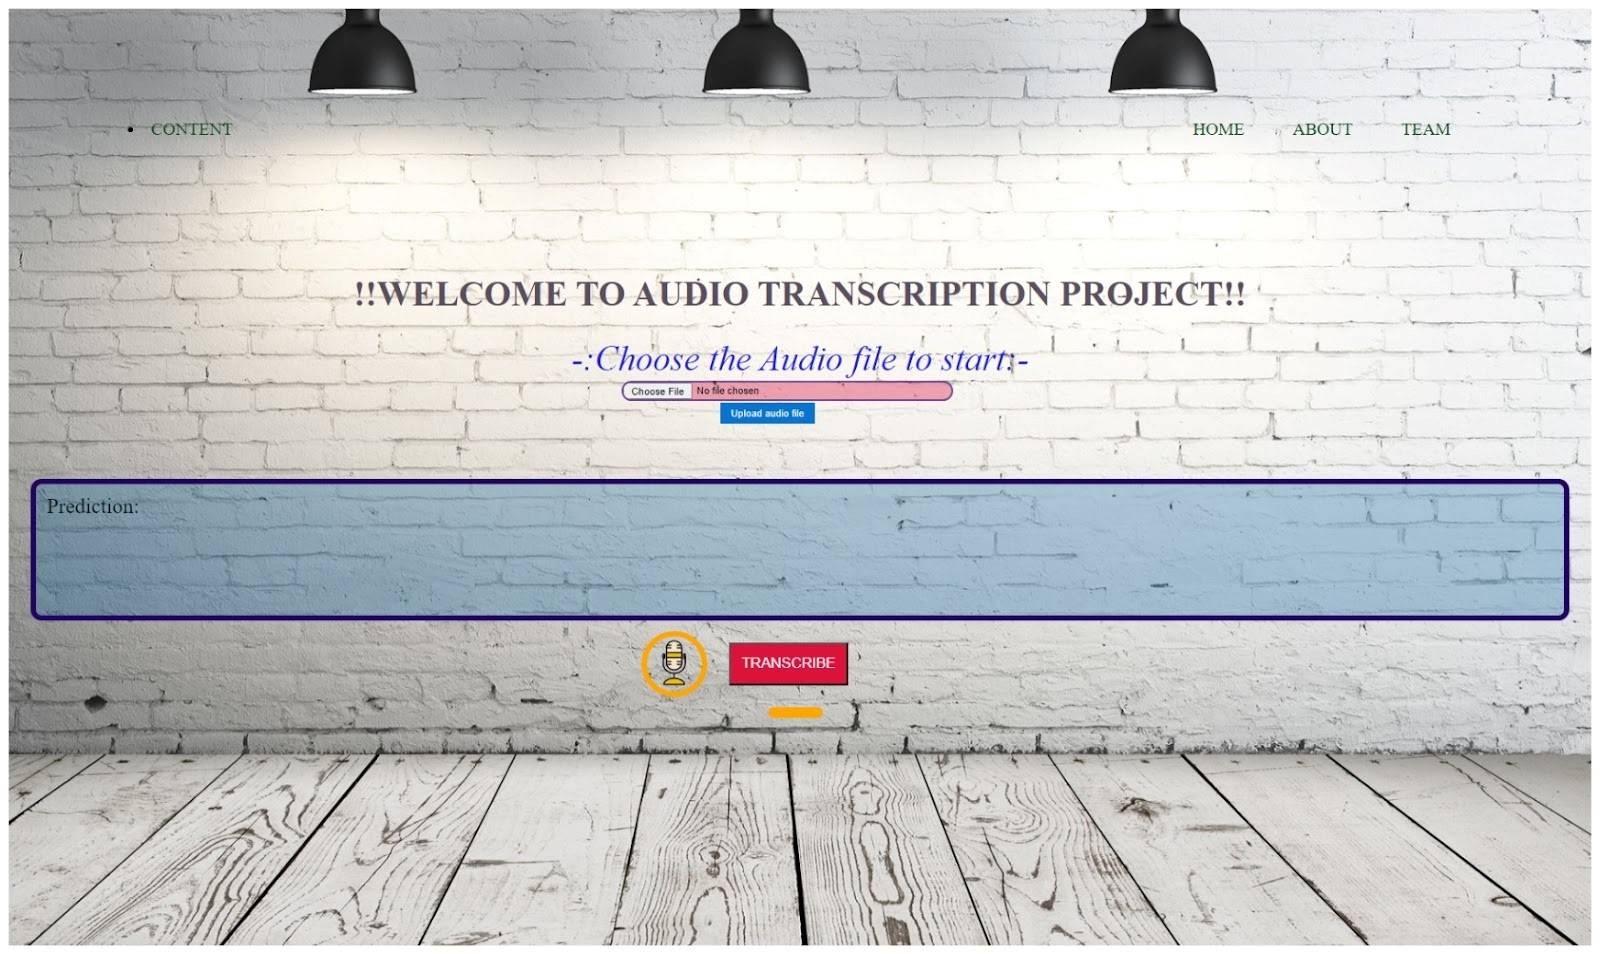 CONTENT
HOME ABOUT TEAM
!!WELCOME TO AUDIO TRANSCRIPTION PROJECT!!
-:Choose the Audio file to start:-
Choose File No file chosen
Upload audio file
Prediction:
TRANSCRIBE